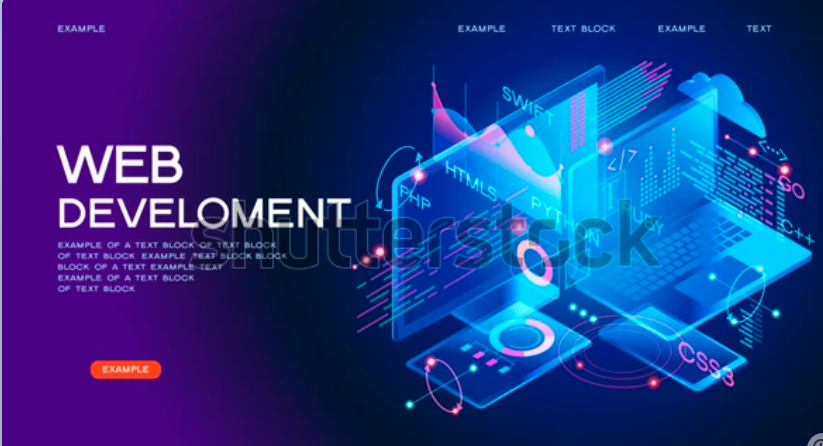 EXAMPLE
EXAMPLE TEXT BLOCK EXAMPLE TEXT
WEB
DEVELOMENT
EXAMPLE OF A TEXT BLOCK OF TEXT BLOCK
OF TEXT BLOCK EXAMPLE TEXT BLOCK BLOCK
BLOCK OF A TEXT EXAMPLE TEXT
EXAMPLE OF A TEXT BLOCK
OF TEXT BLOCK
EXAMPLE
SWIFT
</>
PHP
HTML5
PYTHON
GO
C++
CSS3
shutterstock